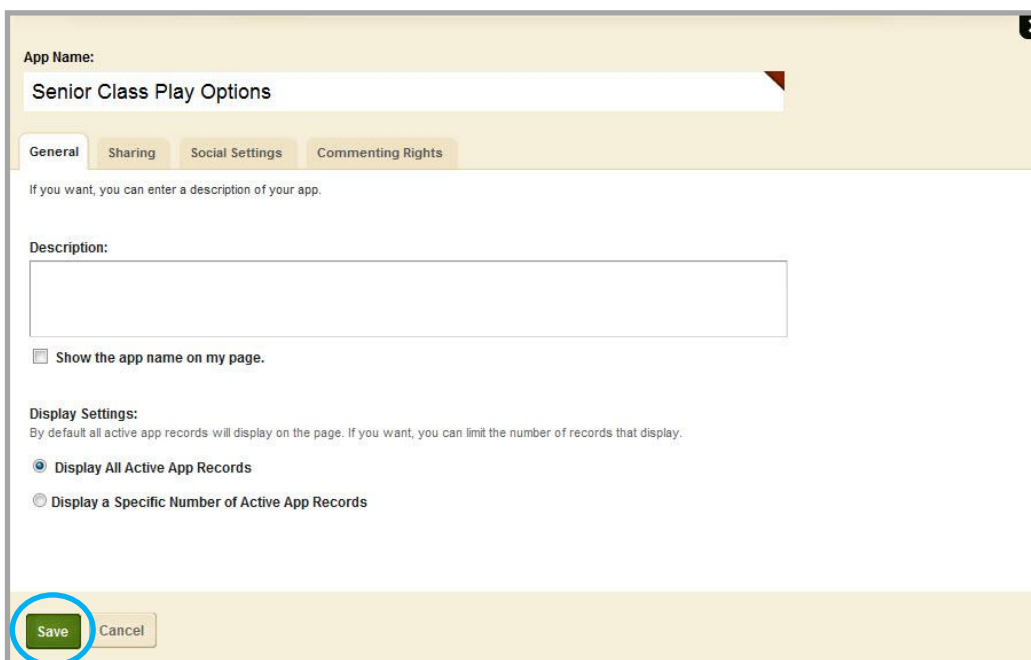 App Name:
Senior Class Play Options
General Sharing Social Settings Commenting Rights
If you want, you can enter a description of your app.
Description:
Show the app name on my page.
Display Settings:
By default all active app records will display on the page. If you want, you can limit the number of records that display.
Display All Active App Records
Display a Specific Number of Active App Records
Save Cancel